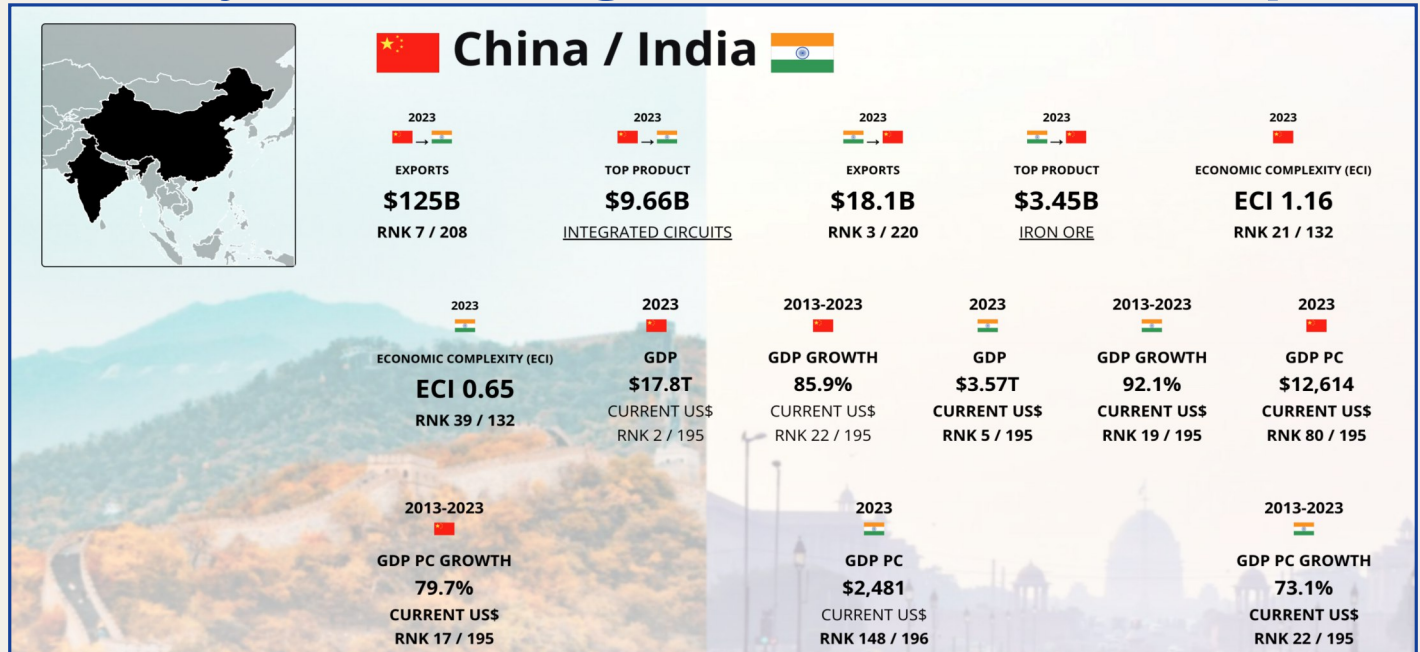 China / India
2023
2023
2023
2023
2023
→
→
→
→
EXPORTS
TOP PRODUCT
EXPORTS
TOP PRODUCT
ECONOMIC COMPLEXITY (ECI)
$125B
$9.66B
$18.1B
$3.45B
ECI 1.16
RNK 7 / 208
INTEGRATED CIRCUITS
RNK 3 / 220
IRON ORE
RNK 21 / 132
2023
ECONOMIC COMPLEXITY (ECI)
ECI 0.65
RNK 39 / 132
2023
GDP
$17.8T
CURRENT US$
RNK 2 / 195
2013-2023
GDP GROWTH
85.9%
CURRENT US$
RNK 22 / 195
2023
GDP
$3.57T
CURRENT US$
RNK 5 / 195
2013-2023
GDP GROWTH
92.1%
CURRENT US$
RNK 19 / 195
2023
GDP PC
$12,614
CURRENT US$
RNK 80 / 195
2013-2023
GDP PC GROWTH
79.7%
CURRENT US$
RNK 17 / 195
2023
GDP PC
$2,481
CURRENT US$
RNK 148 / 196
2013-2023
GDP PC GROWTH
73.1%
CURRENT US$
RNK 22 / 195